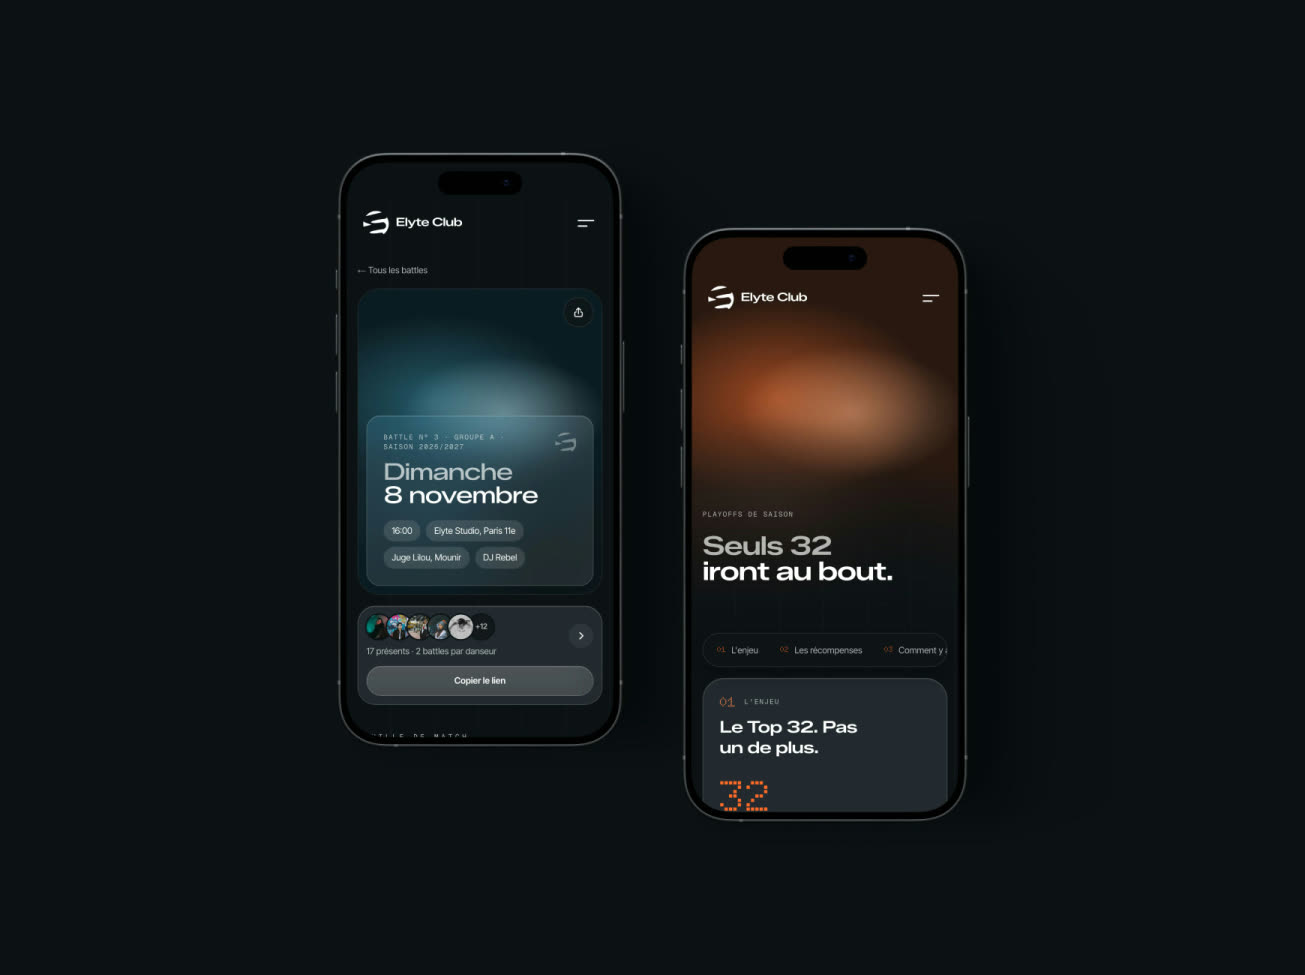 Elyte Club
← Tous les battles
BATTLE N° 3 · GROUPE A ·
SAISON 2026/2027
Dimanche
8 novembre
16:00
Elyte Studio, Paris 11e
Juge Lilou, Mounir
DJ Rebel
+12
17 présents · 2 battles par danseur
Copier le lien
DE MATCH
Elyte Club
PLAYOFFS DE SAISON
Seuls 32
iront au bout.
01 L'enjeu
02 Les récompenses
03 Comment y a
01 L'ENJEU
Le Top 32. Pas
un de plus.
32